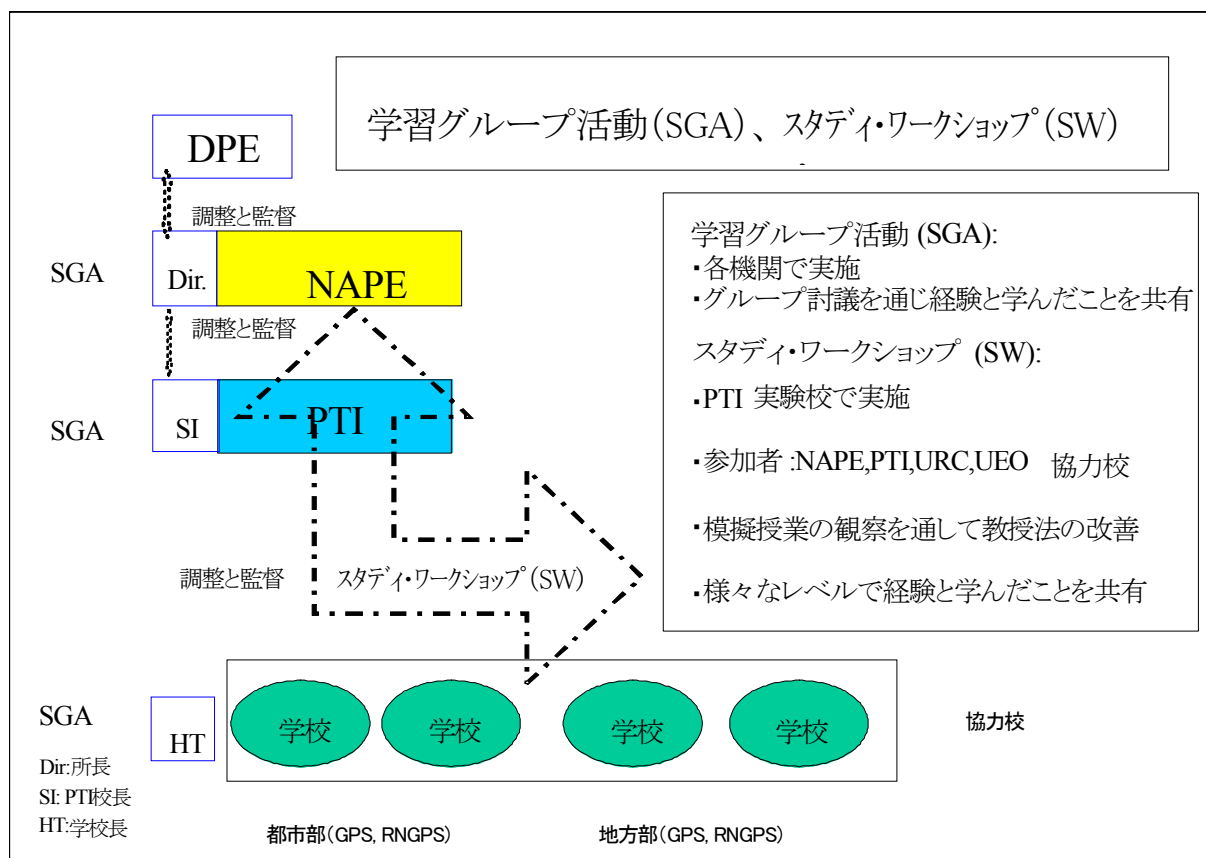 学習グループ活動(SGA)、スタディ・ワークショップ(SW)
DPE
調整と監督
SGA
Dir.
NAPE
調整と監督
SGA
SI
PTI
調整と監督
スタディ・ワークショップ(SW)
学習グループ活動 (SGA):
・各機関で実施
・グループ討議を通じ経験と学んだことを共有
スタディ・ワークショップ (SW):
・PTI 実験校で実施
・参加者:NAPE,PTI,URC,UEO 協力校
・模擬授業の観察を通して教授法の改善
・様々なレベルで経験と学んだことを共有
SGA
HT
学校
学校
学校
学校
協力校
Dir:所長
SI: PTI校長
HT:学校長
都市部(GPS, RNGPS)
地方部(GPS, RNGPS)